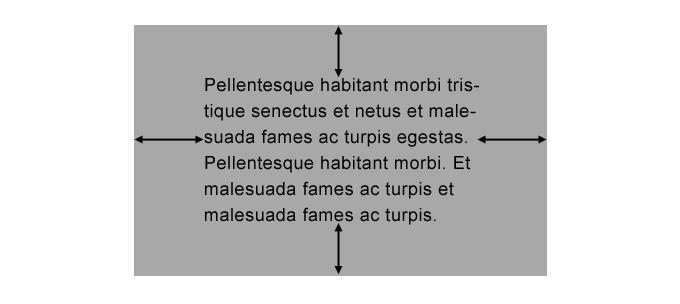 Pellentesque habitant morbi tris-
tique senectus et netus et male-
suada fames ac turpis egestas.
Pellentesque habitant morbi. Et
malesuada fames ac turpis et
malesuada fames ac turpis.